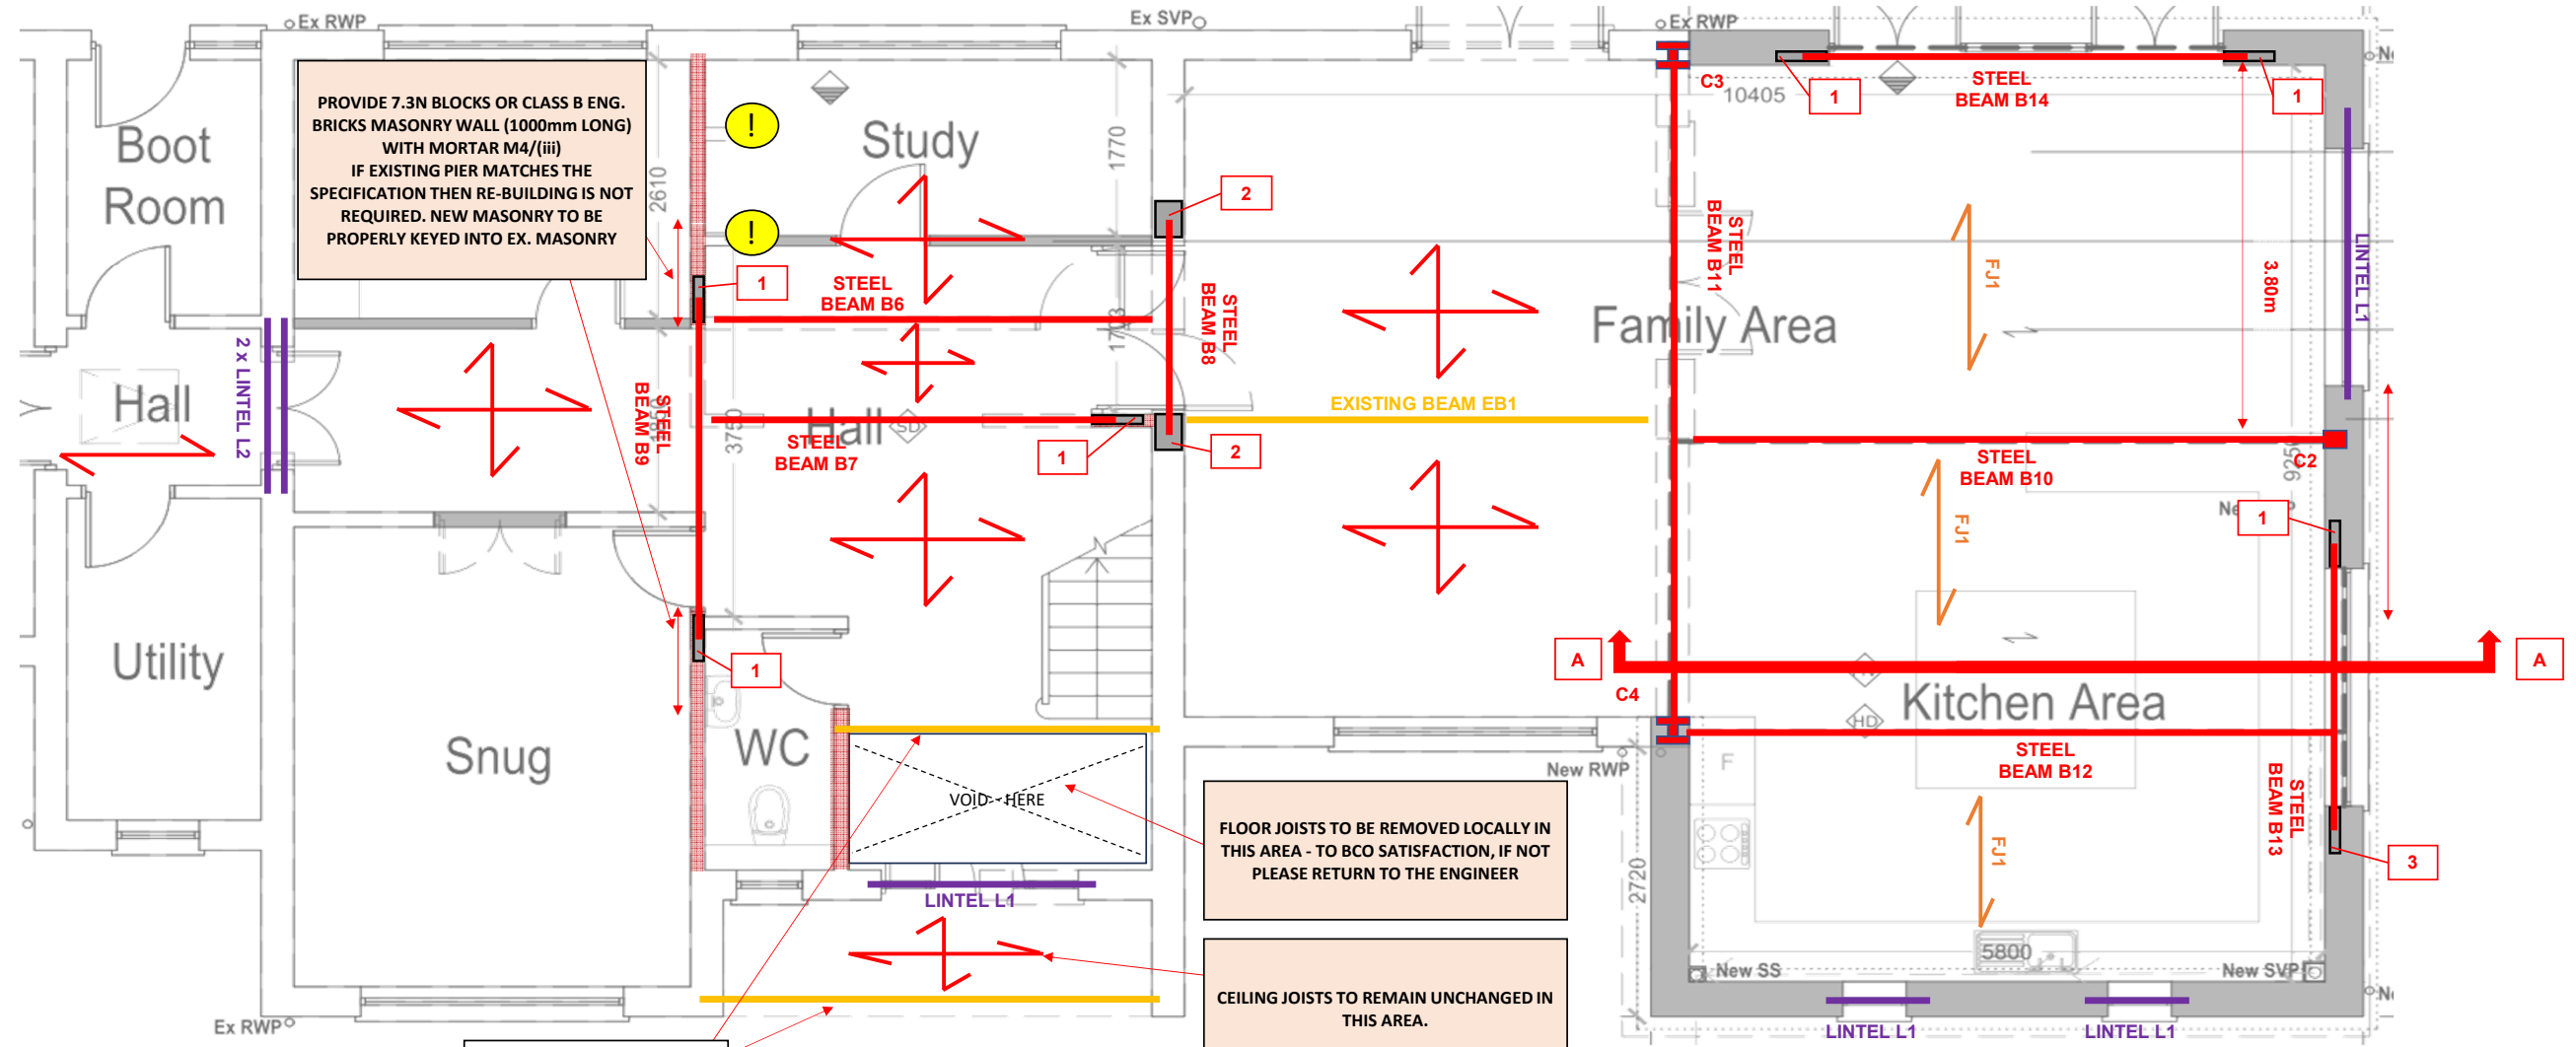 Ex RWP
Ex SVP
Ex RWP
PROVIDE 7.3N BLOCKS OR CLASS B ENG.
BRICKS MASONRY WALL (1000mm LONG)
WITH MORTAR M4/(iii)
IF EXISTING PIER MATCHES THE
SPECIFICATION THEN RE-BUILDING IS NOT
REQUIRED. NEW MASONRY TO BE
PROPERLY KEYED INTO EX. MASONRY
Boot
Room
2610
!
!
Study
1770
2
C3
10405
1
STEEL
BEAM B14
1
1
STEEL
BEAM B6
1703
STEEL
BEAM B8
STEEL
BEAM B11
Family Area
FJ1
3.80m
LINTEL L1
Hall
2 x LINTEL L2
STEEL
BEAM B9
1850
3750
Hall
SD
STEEL
BEAM B7
1
2
EXISTING BEAM EB1
STEEL
BEAM B10
C2
1
FJ1
N
Utility
1
A
A
C4
Kitchen Area
HD
Snug
WC
VOID - HERE
New RWP
F
STEEL
BEAM B12
STEEL
BEAM B13
3
FLOOR JOISTS TO BE REMOVED LOCALLY IN
THIS AREA - TO BCO SATISFACTION, IF NOT
PLEASE RETURN TO THE ENGINEER
FJ1
2720
LINTEL L1
CEILING JOISTS TO REMAIN UNCHANGED IN
THIS AREA.
5800
New SS
New SVP
Ex RWP
LINTEL L1
LINTEL L1